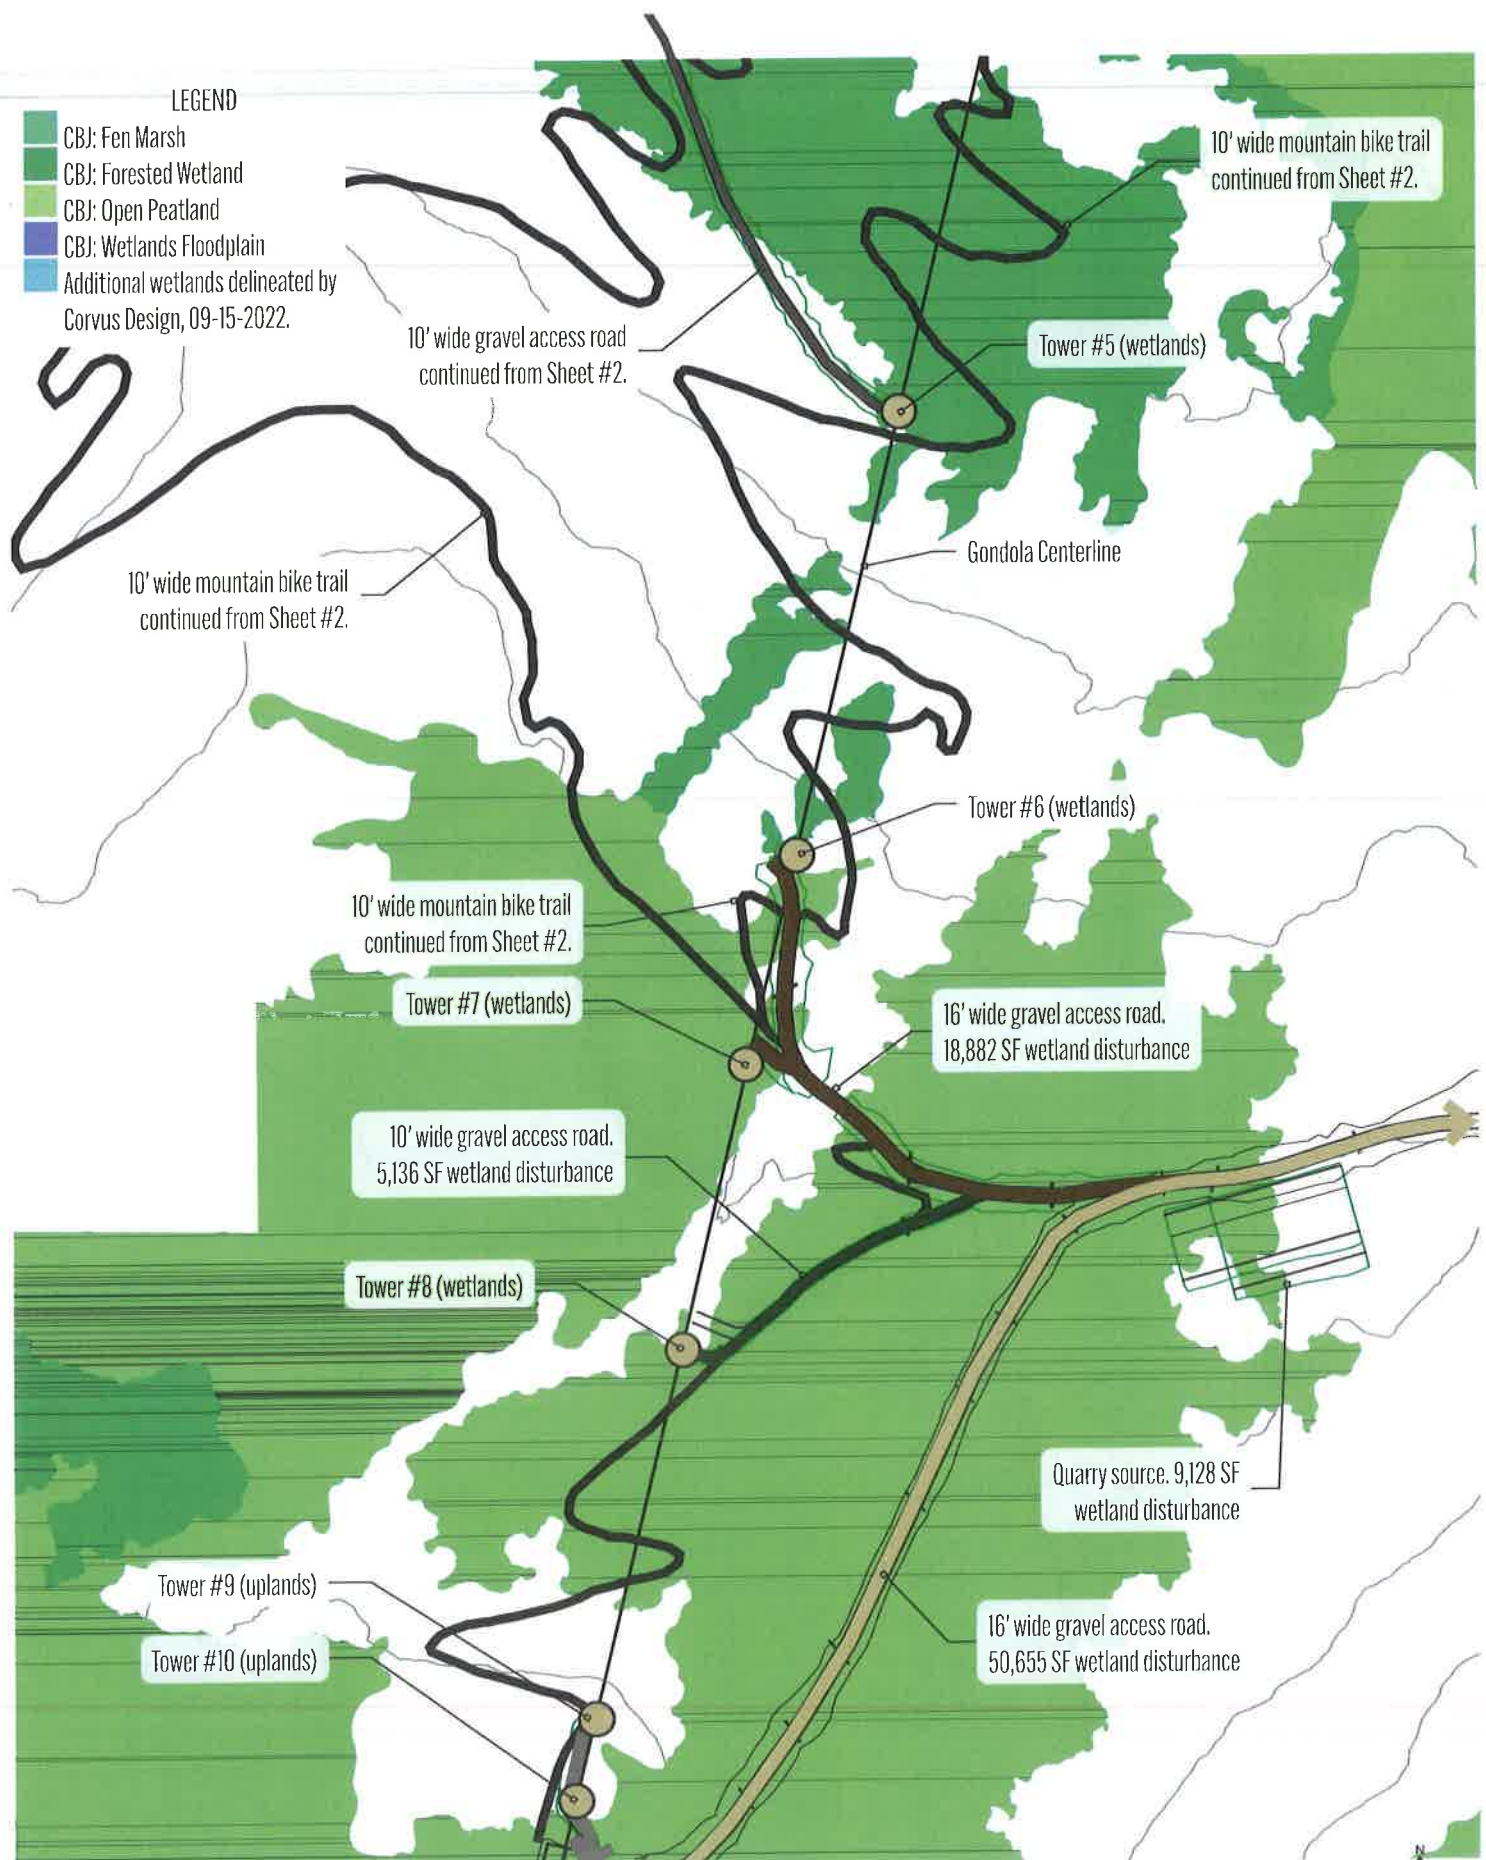 LEGEND
CBJ: Fen Marsh
CBJ: Forested Wetland
CBJ: Open Peatland
CBJ: Wetlands Floodplain
Additional wetlands delineated by
Corvus Design, 09-15-2022.
10' wide mountain bike trail
continued from Sheet #2.
10' wide gravel access road
continued from Sheet #2.
Tower #5 (wetlands)
Gondola Centerline
10' wide mountain bike trail
continued from Sheet #2.
Tower #6 (wetlands)
10' wide mountain bike trail
continued from Sheet #2.
Tower #7 (wetlands)
16' wide gravel access road.
18,882 SF wetland disturbance
10' wide gravel access road.
5,136 SF wetland disturbance
Tower #8 (wetlands)
Quarry source. 9,128 SF
wetland disturbance
Tower #9 (uplands)
16' wide gravel access road.
50,655 SF wetland disturbance
Tower #10 (uplands)
N